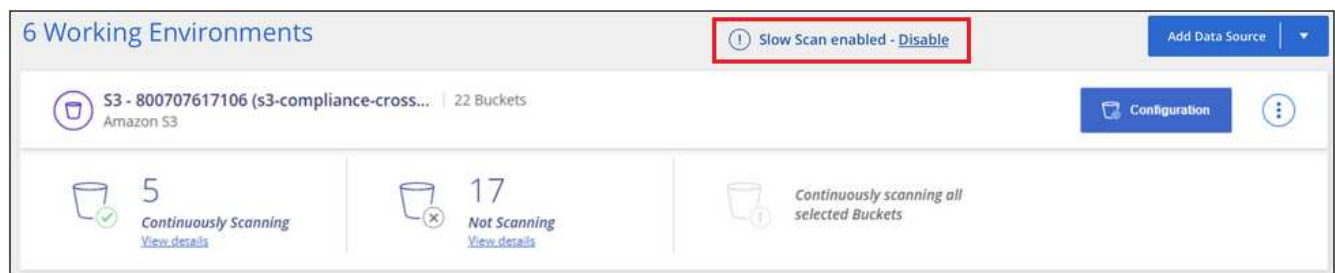 6 Working Environments
Slow Scan enabled - Disable
Add Data Source
S3 - 800707617106 (s3-compliance-cross... | 22 Buckets
Amazon S3
Configuration
5
Continuously Scanning
View details
17
Not Scanning
View details
Continuously scanning all
selected Buckets